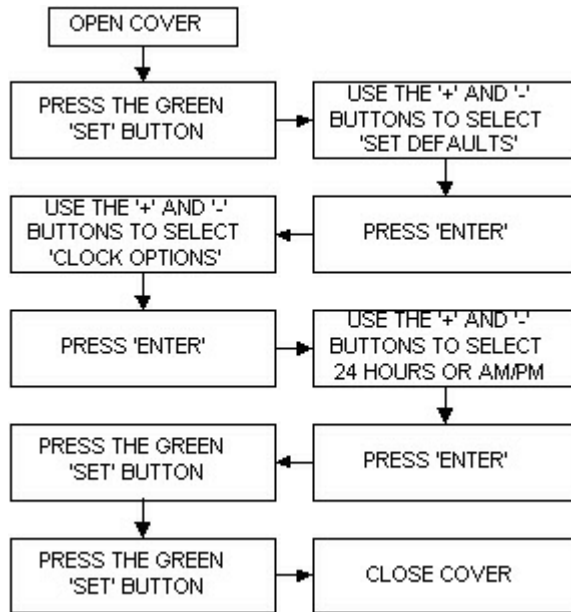 OPEN COVER
PRESS THE GREEN
'SET' BUTTON
USE THE '+' AND '-'
BUTTONS TO SELECT
'SET DEFAULTS'
PRESS 'ENTER'
USE THE '+' AND '-'
BUTTONS TO SELECT
'CLOCK OPTIONS'
PRESS 'ENTER'
USE THE '+' AND '-'
BUTTONS TO SELECT
24 HOURS OR AM/PM
PRESS 'ENTER'
PRESS THE GREEN
'SET' BUTTON
PRESS THE GREEN
'SET' BUTTON
CLOSE COVER